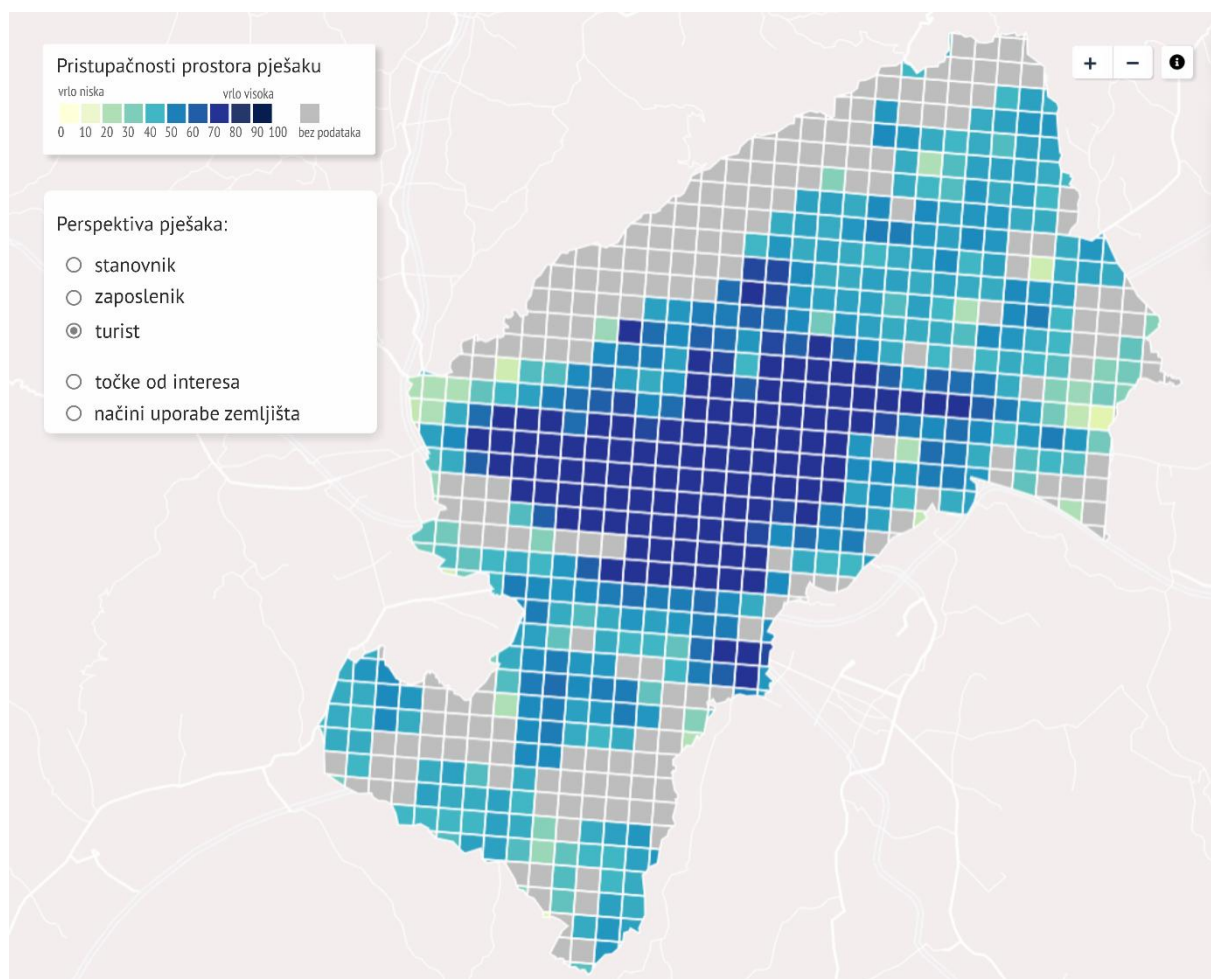 Pristupačnosti prostora pješaku
vrlo niska vrlo visoka
0 10 20 30 40 50 60 70 80 90 100 bez podataka
Perspektiva pješaka:
stanovnik
zaposlenik
turist
točke od interesa
načini uporabe zemljišta
+ − i